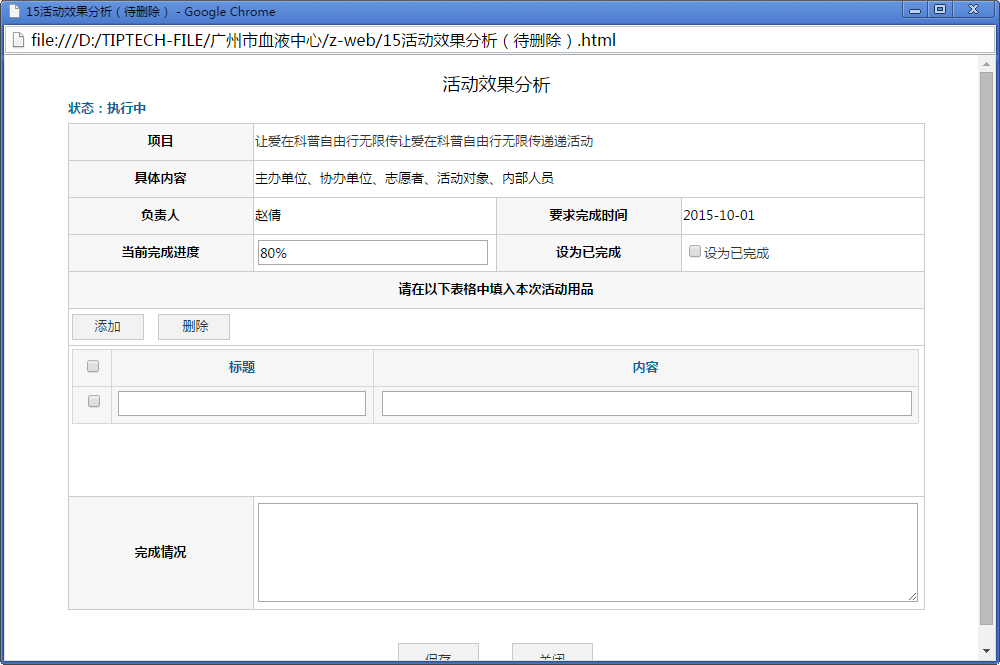 15活动效果分析（待删除） - Google Chrome
file:///D:/TIPTECH-FILE/广州市血液中心/z-web/15活动效果分析（待删除）.html
活动效果分析
状态：执行中
项目 让爱在科普自由行无限传让爱在科普自由行无限传递递活动
具体内容 主办单位、协办单位、志愿者、活动对象、内部人员
负责人 赵倩 要求完成时间 2015-10-01
当前完成进度 80% 设为已完成 设为已完成
请在以下表格中填入本次活动用品
添加 删除
标题 内容
完成情况
保存 关闭